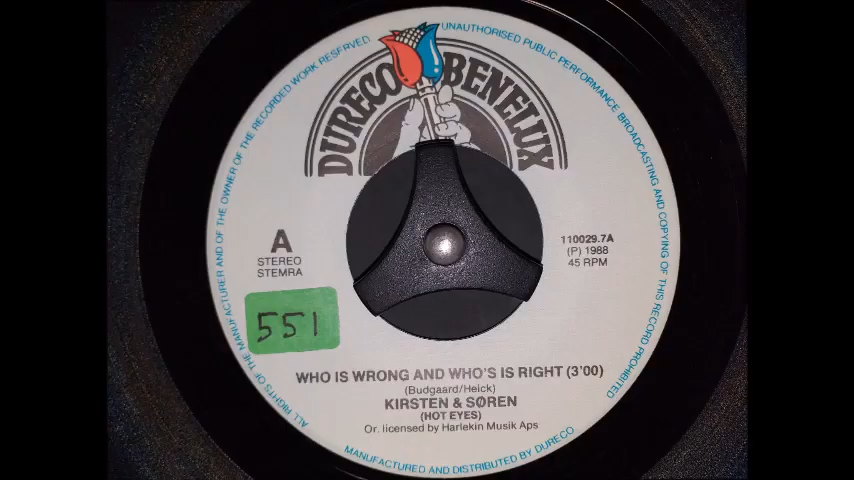 ALL RIGHTS OF THE MANUFACTURER AND OF THE OWNER OF THE RECORDED WORK RESERVED.
UNAUTHORISED PUBLIC PERFORMANCE, BROADCASTING AND COPYING OF THIS RECORD PROHIBITED
DURECO BENELUX
A
STEREO
STEMRA
110029.7A
(P) 1988
45 RPM
551
WHO IS WRONG AND WHO'S IS RIGHT (3'00)
(Budgaard/Heick)
KIRSTEN & SØREN
(HOT EYES)
Or. licensed by Harlekin Musik Aps
MANUFACTURED AND DISTRIBUTED BY DURECO